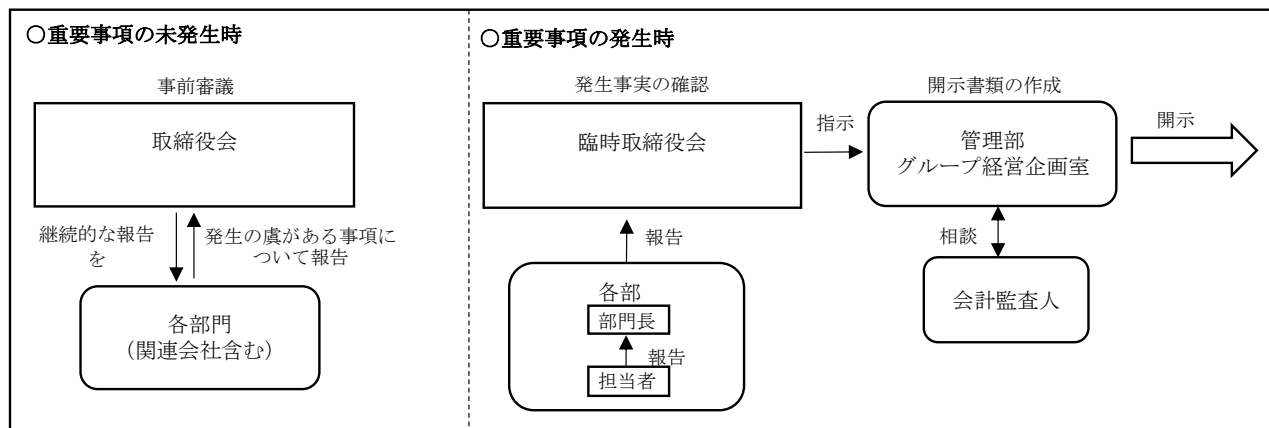 ○重要事項の未発生時
事前審議
取締役会
継続的な報告
を
発生の虞がある事項に
ついて報告
各部門
（関連会社含む）
○重要事項の発生時
発生事実の確認
臨時取締役会
指示
開示書類の作成
管理部
グループ経営企画室
開示
報告
各部
部門長
報告
担当者
相談
会計監査人